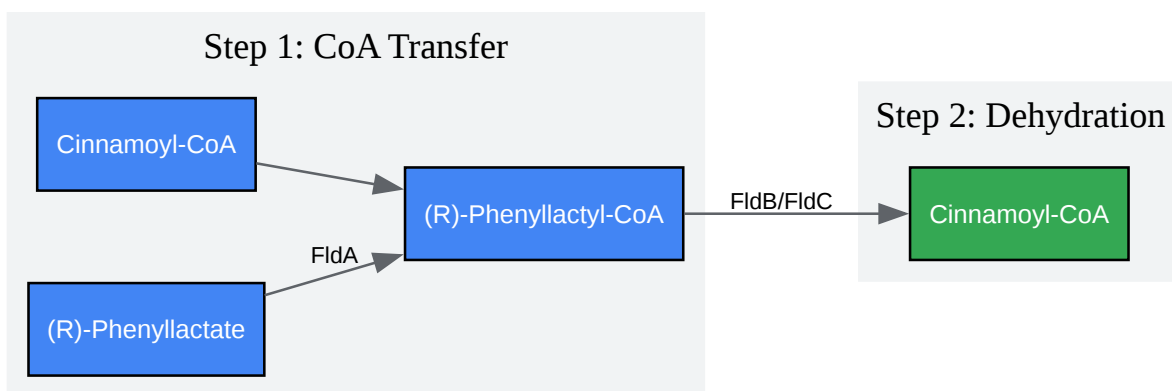 Step 1: CoA Transfer
Cinnamoyl-CoA
(R)-Phenyllactyl-CoA
FldA
(R)-Phenyllactate
FldB/FldC
Step 2: Dehydration
Cinnamoyl-CoA